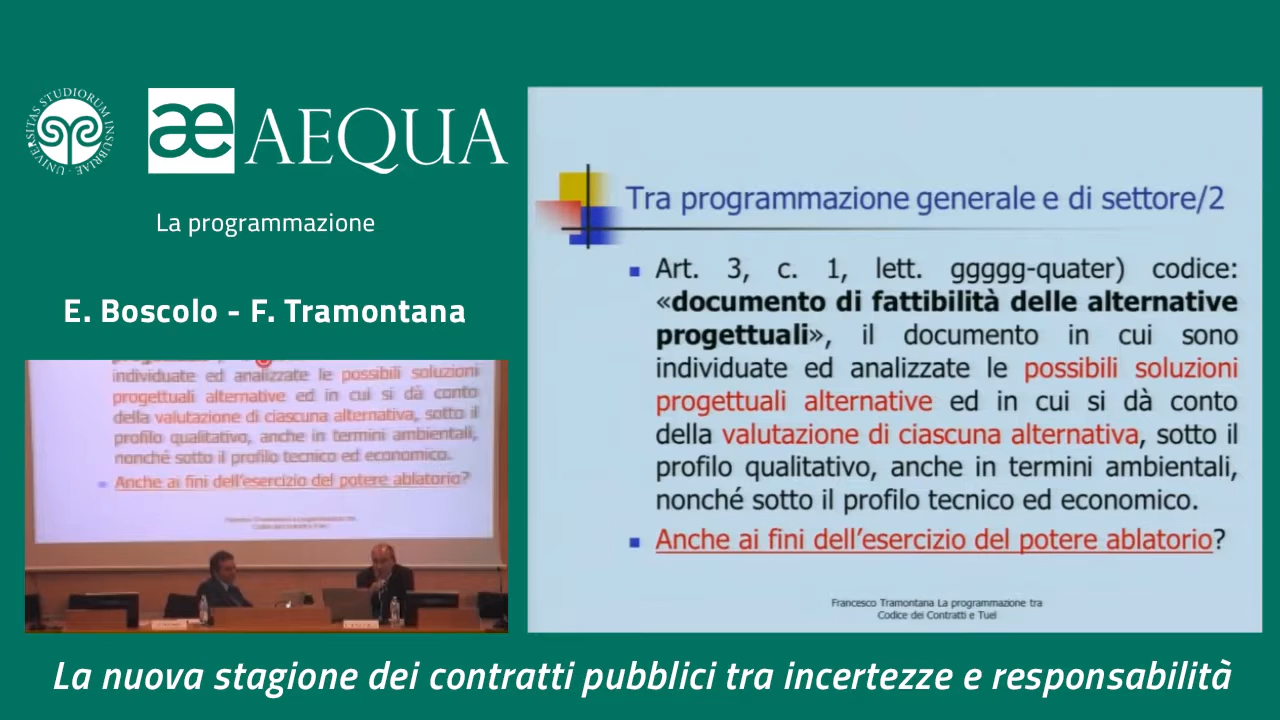 UNIVERSITAS STUDIORUM INSUBRIAE
æ AEQUA
La programmazione
E. Boscolo - F. Tramontana
individuate ed analizzate le possibili soluzioni
progettuali alternative ed in cui si dà conto
della valutazione di ciascuna alternativa, sotto il
profilo qualitativo, anche in termini ambientali,
nonché sotto il profilo tecnico ed economico.
Anche ai fini dell'esercizio del potere ablatorio?
Tra programmazione generale e di settore/2
Art. 3, c. 1, lett. ggggg-quater) codice:
«documento di fattibilità delle alternative
progettuali», il documento in cui sono
individuate ed analizzate le possibili soluzioni
progettuali alternative ed in cui si dà conto
della valutazione di ciascuna alternativa, sotto il
profilo qualitativo, anche in termini ambientali,
nonché sotto il profilo tecnico ed economico.
Anche ai fini dell'esercizio del potere ablatorio?
Francesco Tramontana La programmazione tra
Codice dei Contratti e Tuel
La nuova stagione dei contratti pubblici tra incertezze e responsabilità